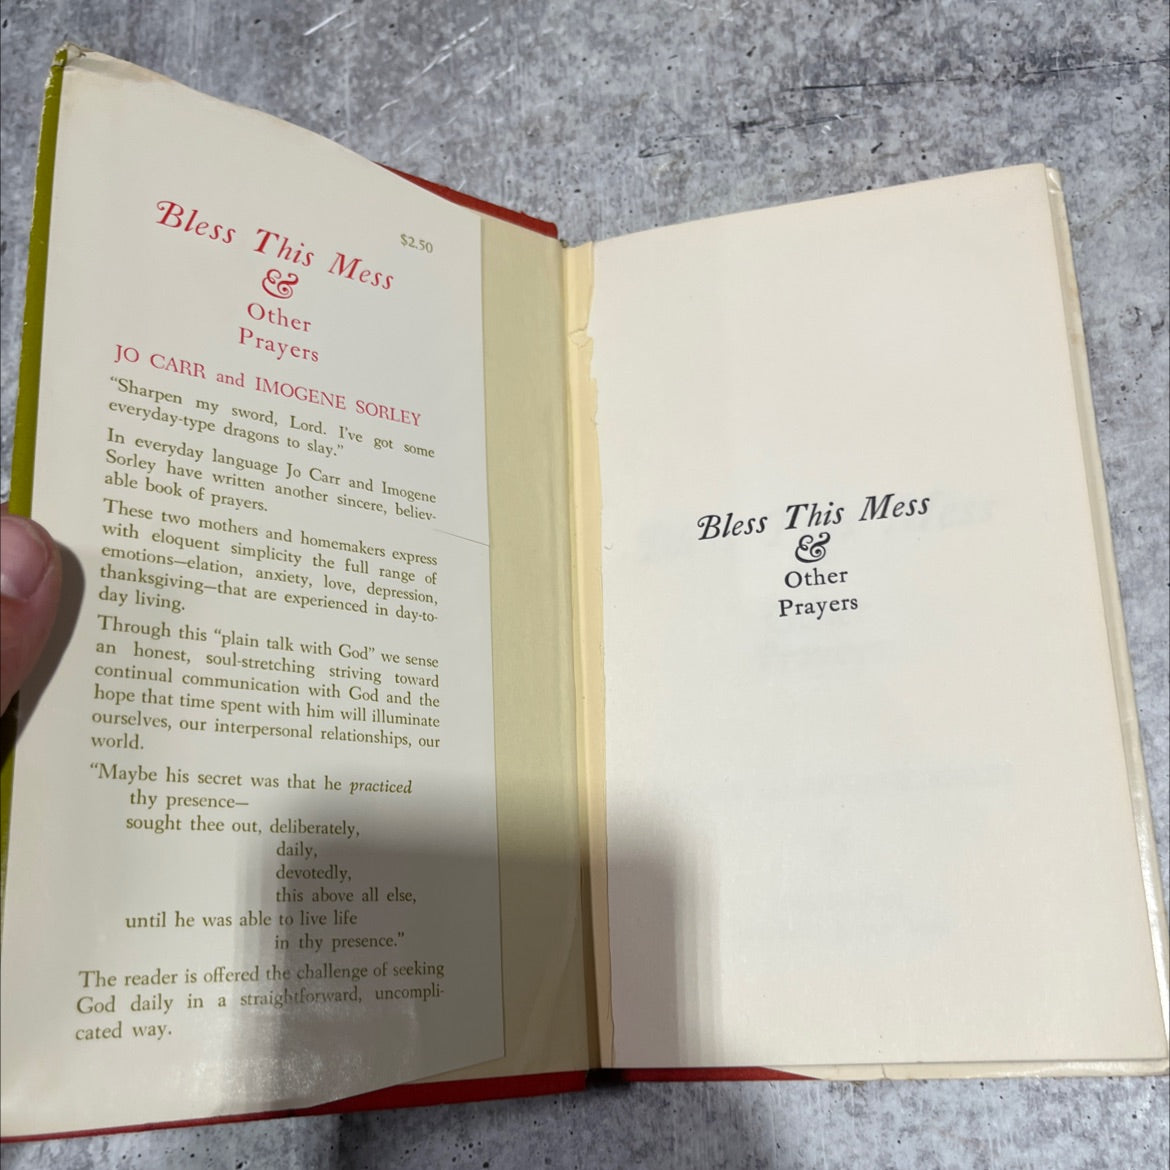 Bless This Mess
$2.50
&
Other
Prayers
JO CARR and IMOGENE SORLEY
“Sharpen my sword, Lord. I've got some
everyday-type dragons to slay.”
In everyday language Jo Carr and Imogene
Sorley have written another sincere, believ-
able book of prayers.
These two mothers and homemakers express
with eloquent simplicity the full range of
emotions—elation, anxiety, love, depression,
thanksgiving—that are experienced in day-to-
day living.
Through this “plain talk with God” we sense
an honest, soul-stretching striving toward
continual communication with God and the
hope that time spent with him will illuminate
ourselves, our interpersonal relationships, our
world.
“Maybe his secret was that he practiced
thy presence—
sought thee out, deliberately,
daily,
devotedly,
this above all else,
until he was able to live life
in thy presence.”
The reader is offered the challenge of seeking
God daily in a straightforward, uncompli-
cated way.
Bless This Mess
&
Other
Prayers